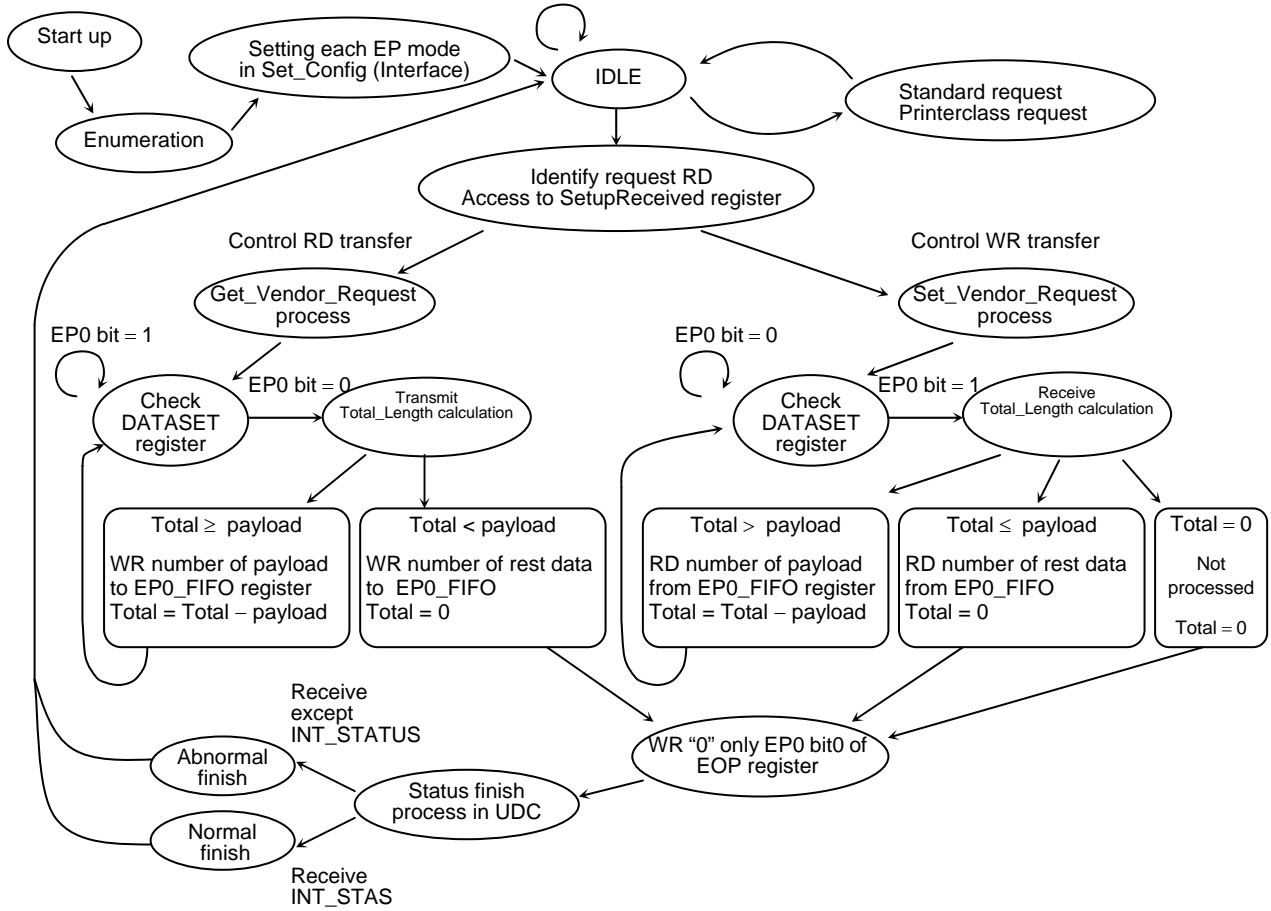 Start up
Setting each EP mode
in Set_Config (Interface)
IDLE
Standard request
Printerclass request
Enumeration
Identify request RD
Access to SetupReceived register
Control RD transfer
Control WR transfer
Get_Vendor_Request
process
Set_Vendor_Request
process
EP0 bit = 1
EP0 bit = 0
Check
DATASET
register
EP0 bit = 0
Transmit
Total_Length calculation
Check
DATASET
register
EP0 bit = 1
Receive
Total_Length calculation
Total ≥ payload
WR number of payload
to EP0_FIFO register
Total = Total − payload
Total < payload
WR number of rest data
to EP0_FIFO
Total = 0
Total > payload
RD number of payload
from EP0_FIFO register
Total = Total − payload
Total ≤ payload
RD number of rest data
from EP0_FIFO
Total = 0
Total = 0
Not
processed
Total = 0
Receive
except
INT_STATUS
Abnormal
finish
WR “0” only EP0 bit0 of
EOP register
Status finish
process in UDC
Normal
finish
Receive
INT_STAS